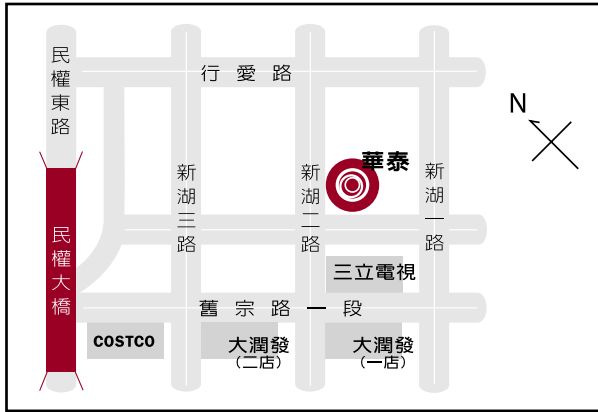 民權東路
行愛路
N
華泰
新湖三路
新湖二路
新湖一路
民權大橋
三立電視
舊宗路一段
COSTCO
大潤發
(二店)
大潤發
(一店)